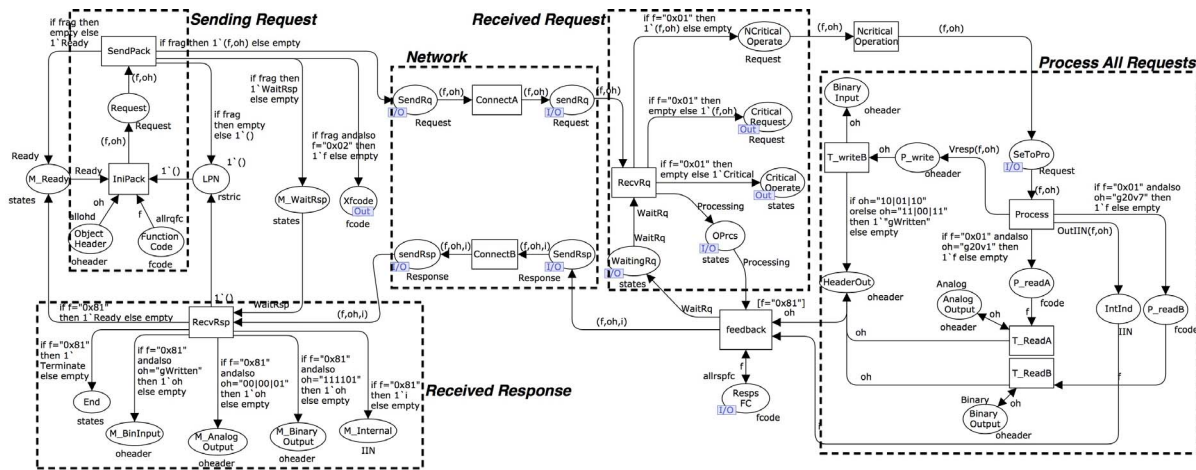 Sending Request
if frag then
empty else
1`Ready
SendPack
if frag then 1`(f,oh) else empty
(f,oh)
Request
Request
(f,oh)
if frag
then empty
else 1`()
if frag then
1`WaitRsp
else empty
if frag andalso
f="0x02" then
1`f else empty
Ready
M_Ready
states
Ready
IniPack
1`()
1`()
LPN
rstric
allohd
oh
Object
Header
oheader
f
allrqfc
Function
Code
fcode
M_WaitRsp
states
Xfcode
Out
fcode
Network
SendRq
I/O
Request
(f,oh)
ConnectA
(f,oh)
sendRq
I/O
Request
(f,oh)
sendRsp
I/O
Response
(f,oh,i)
ConnectB
(f,oh,i)
SendRsp
I/O
Response
Received Request
if f="0x01" then
1`(f,oh) else empty
NCritical
Operate
Request
(f,oh)
Ncritical
Operation
(f,oh)
if f="0x01" then
empty else 1`(f,oh)
Critical
Request
Out
Request
if f="0x01" then
empty else 1`Critical
Critical
Operate
Out
states
RecvRq
WaitRq
Processing
OPrcs
I/O
states
WaitRq
WaitingRq
I/O
states
Processing
WaitRq
[f="0x81"]
oh
feedback
(f,oh,i)
f
allrspfc
Resps
FC
I/O
fcode
Process All Requests
Binary
Input
oheader
oh
T_writeB
oh
P_write
oheader
Vresp(f,oh)
SeToPro
I/O
Request
(f,oh)
Process
if f="0x01" andalso
oh="g20v7" then
1`f else empty
OutIIN(f,oh)
if oh="10|01|10"
orelse oh="11|00|11"
then 1`"gWritten"
else empty
if f="0x01" andalso
oh="g20v1" then
1`f else empty
HeaderOut
oheader
P_readA
fcode
f
Analog
Analog
Output
oheader
oh
T_ReadA
oh
IntInd
IIN
P_readB
fcode
T_ReadB
f
oh
oh
Binary
Binary
Output
oheader
1`()
if f="0x81"
then 1`Ready else empty
RecvRsp
WaitRsp
(f,oh,i)
if f="0x81"
then 1`
Terminate
else empty
End
states
if f="0x81"
andalso
oh="gWritten"
then 1`oh
else empty
M_BinInput
oheader
if f="0x81"
andalso
oh="00|00|01"
then 1`oh
else empty
M_Analog
Output
oheader
if f="0x81"
andalso
oh="111101"
then 1`oh
else empty
M_Binary
Output
oheader
if f="0x81"
then 1`i
else empty
M_Internal
IIN
Received Response